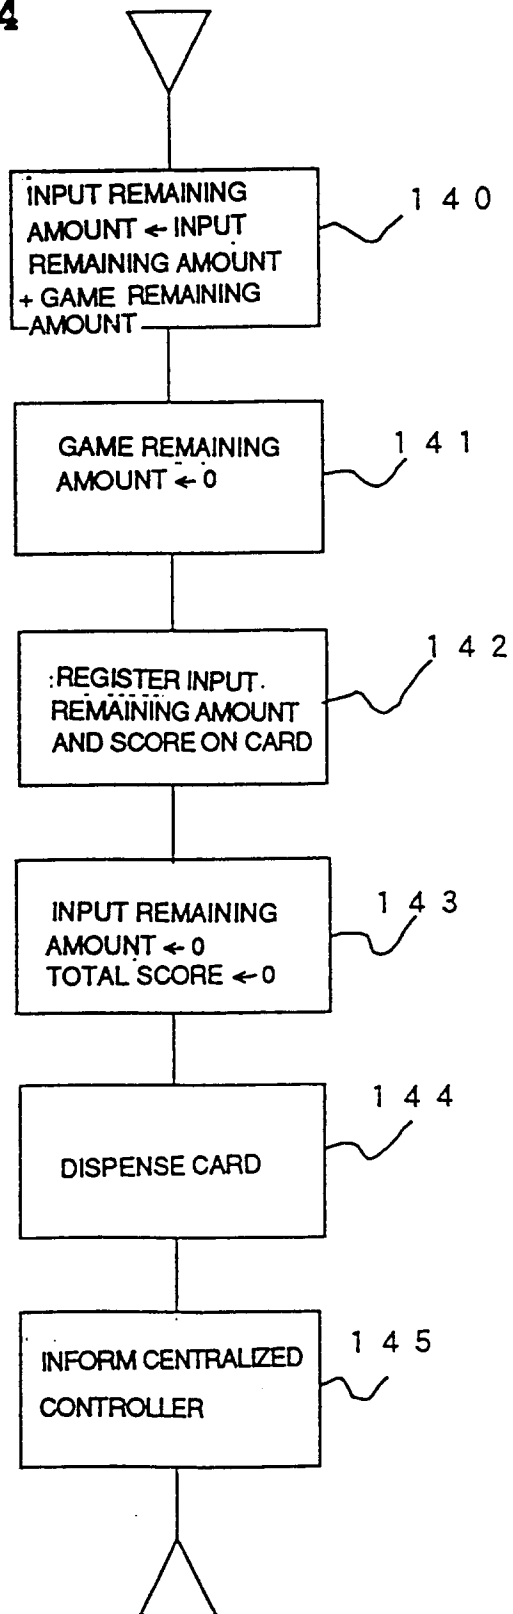 4
INPUT REMAINING
AMOUNT ← INPUT
REMAINING AMOUNT
+ GAME REMAINING
AMOUNT
140
GAME REMAINING
AMOUNT ← 0
141
REGISTER INPUT
REMAINING AMOUNT
AND SCORE ON CARD
142
INPUT REMAINING
AMOUNT ← 0
TOTAL SCORE ← 0
143
DISPENSE CARD
144
INFORM CENTRALIZED
CONTROLLER
145